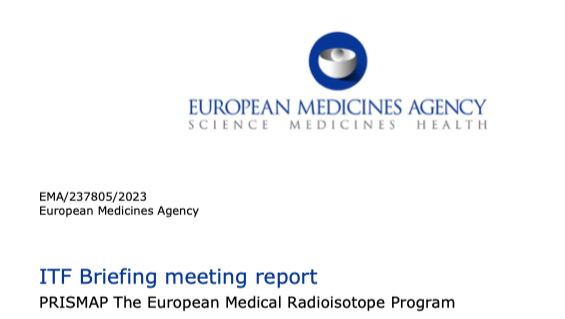 EUROPEAN MEDICINES AGENCY
SCIENCE MEDICINES HEALTH
EMA/237805/2023
European Medicines Agency
ITF Briefing meeting report
PRISMAP The European Medical Radioisotope Program